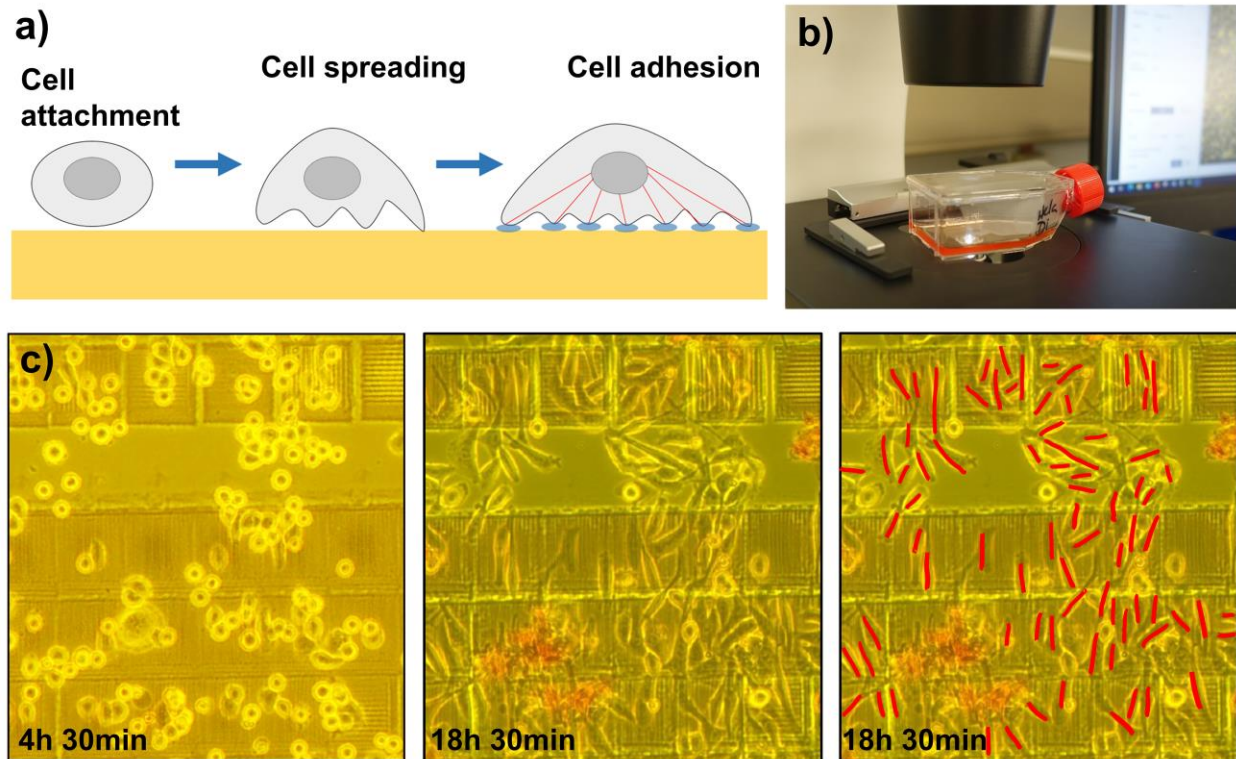 a)
Cell
attachment
Cell spreading
Cell adhesion
b)
c)
4h 30min
18h 30min
18h 30min